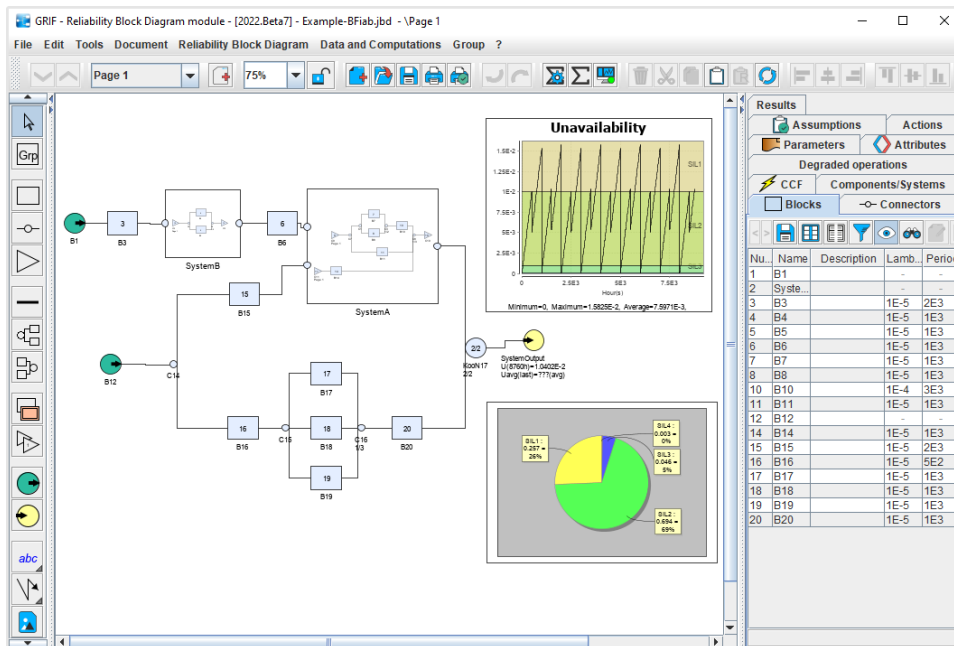 GRIF - Reliability Block Diagram module - [2022.Beta7] - Example-BFiab.jbd - \Page 1
File Edit Tools Document Reliability Block Diagram Data and Computations Group ?
Page 1 75%
Grp
abc
B1
3
B3
SystemB
6
B6
SystemA
15
B15
B12
C14
16
B16
C15
17
B17
18
B18
19
B19
C16
1/3
20
B20
2/2
KooN17
2/2
SystemOutput
U(8760h)=1.0402E-2
Uavg(last)=???(avg)
Unavailability
1.5E-2
1.25E-2
1E-2
7.5E-3
5E-3
2.5E-3
0
SIL1
SIL2
SIL3
0 2.5E3 5E3 7.5E3
Hour(s)
Minimum=0, Maximum=1.5825E-2, Average=7.5971E-3,
SIL4 :
0.003 =
0%
SIL1 :
0.257 =
26%
SIL3 :
0.046 =
5%
SIL2 :
0.694 =
69%
Results
Assumptions Actions
Parameters Attributes
Degraded operations
CCF Components/Systems
Blocks Connectors
Nu... Name Description Lamb... Period
1 B1 - -
2 Syste... - -
3 B3 1E-5 2E3
4 B4 1E-5 1E3
5 B5 1E-5 1E3
6 B6 1E-5 1E3
7 B7 1E-5 1E3
8 B8 1E-5 1E3
10 B10 1E-4 3E3
11 B11 1E-5 1E3
12 B12 - -
14 B14 1E-5 1E3
15 B15 1E-5 2E3
16 B16 1E-5 5E2
17 B17 1E-5 1E3
18 B18 1E-5 1E3
19 B19 1E-5 1E3
20 B20 1E-5 1E3